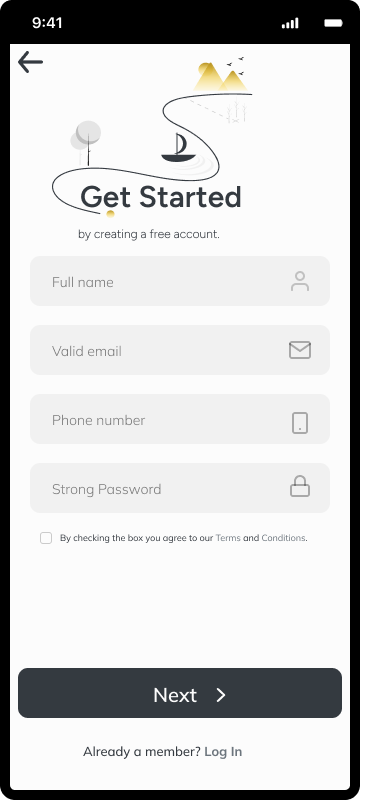 9:41
Get Started
by creating a free account.
Full name
Valid email
Phone number
Strong Password
By checking the box you agree to our Terms and Conditions.
Next
Already a member? Log In